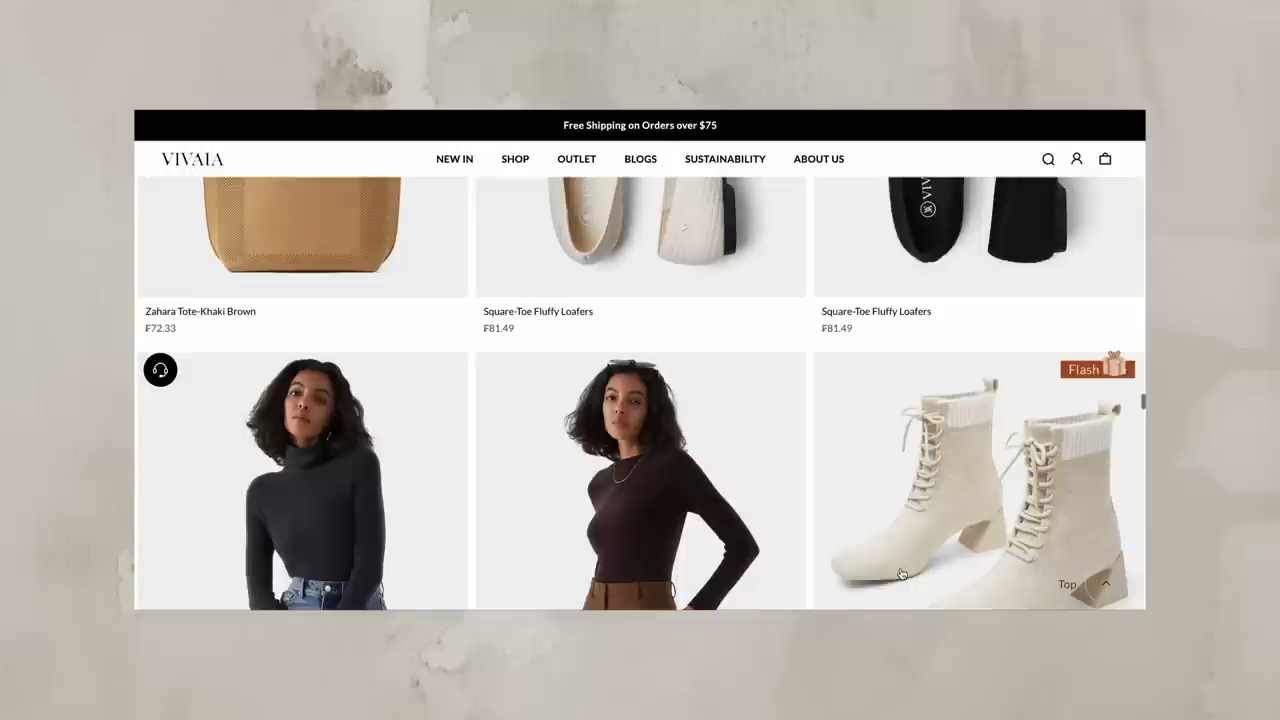 Free Shipping on Orders over $75
VIVAIA
NEW IN
SHOP
OUTLET
BLOGS
SUSTAINABILITY
ABOUT US
Zahara Tote-Khaki Brown
₣72.33
Square-Toe Fluffy Loafers
₣81.49
Square-Toe Fluffy Loafers
₣81.49
Flash
Top